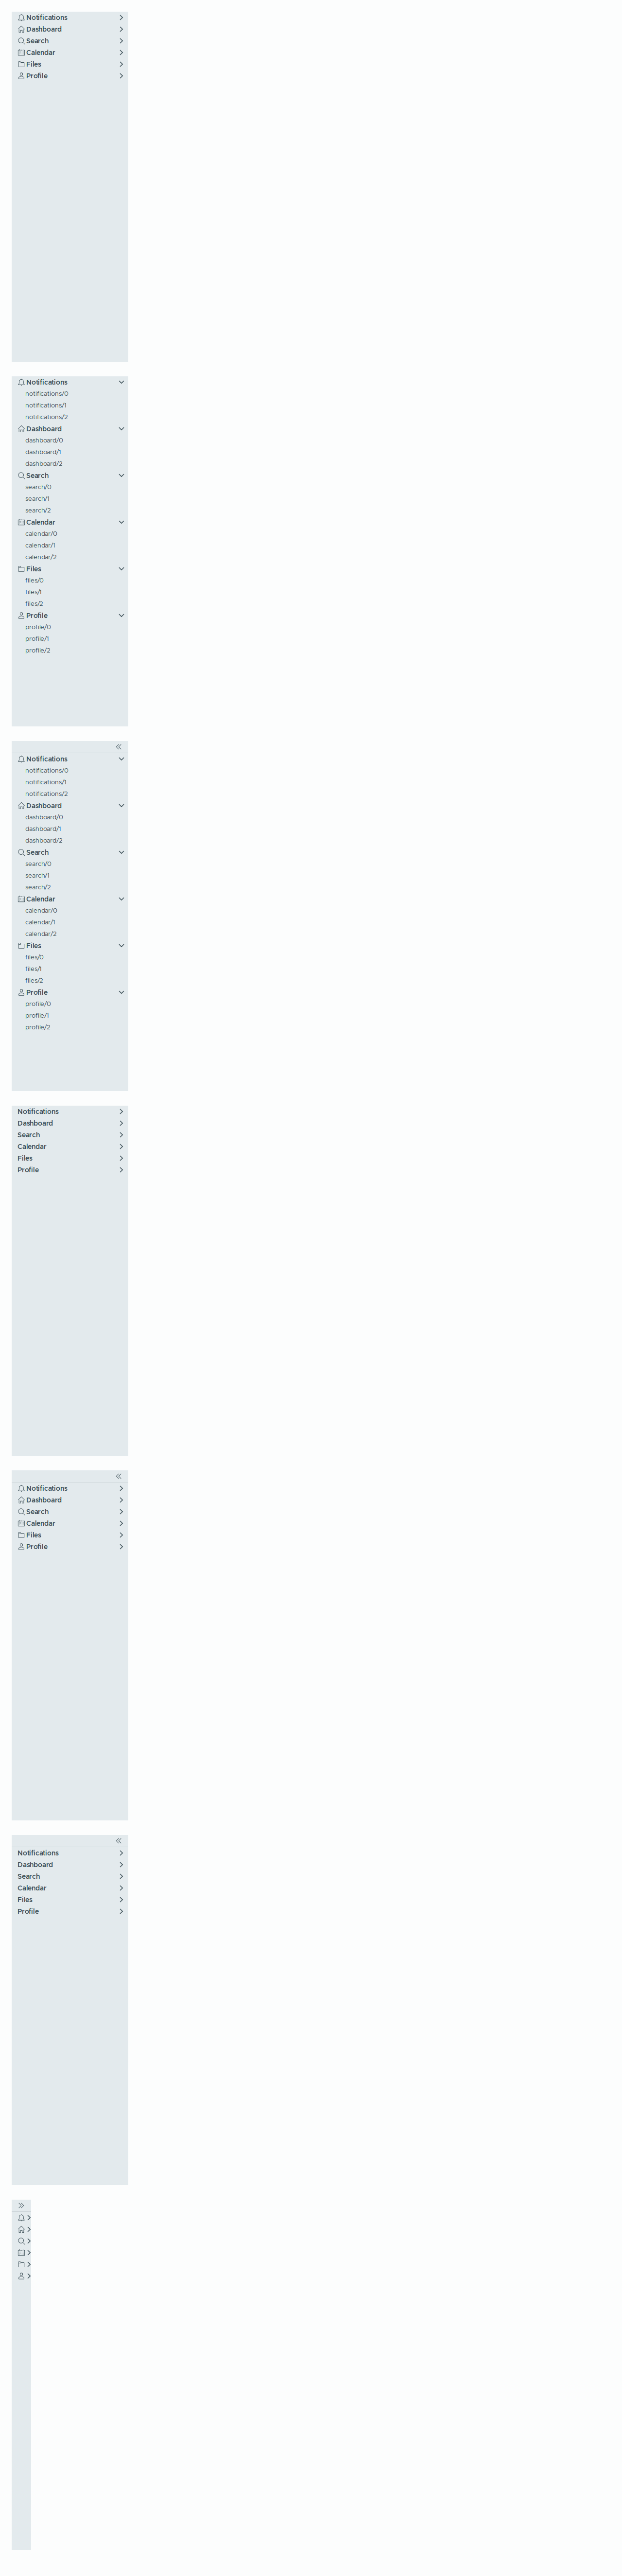 Notifications
Dashboard
Search
Calendar
Files
Profile
Notifications
notifications/0
notifications/1
notifications/2
Dashboard
dashboard/0
dashboard/1
dashboard/2
Search
search/0
search/1
search/2
Calendar
calendar/0
calendar/1
calendar/2
Files
files/0
files/1
files/2
Profile
profile/0
profile/1
profile/2
Notifications
notifications/0
notifications/1
notifications/2
Dashboard
dashboard/0
dashboard/1
dashboard/2
Search
search/0
search/1
search/2
Calendar
calendar/0
calendar/1
calendar/2
Files
files/0
files/1
files/2
Profile
profile/0
profile/1
profile/2
Notifications
Dashboard
Search
Calendar
Files
Profile
Notifications
Dashboard
Search
Calendar
Files
Profile
Notifications
Dashboard
Search
Calendar
Files
Profile